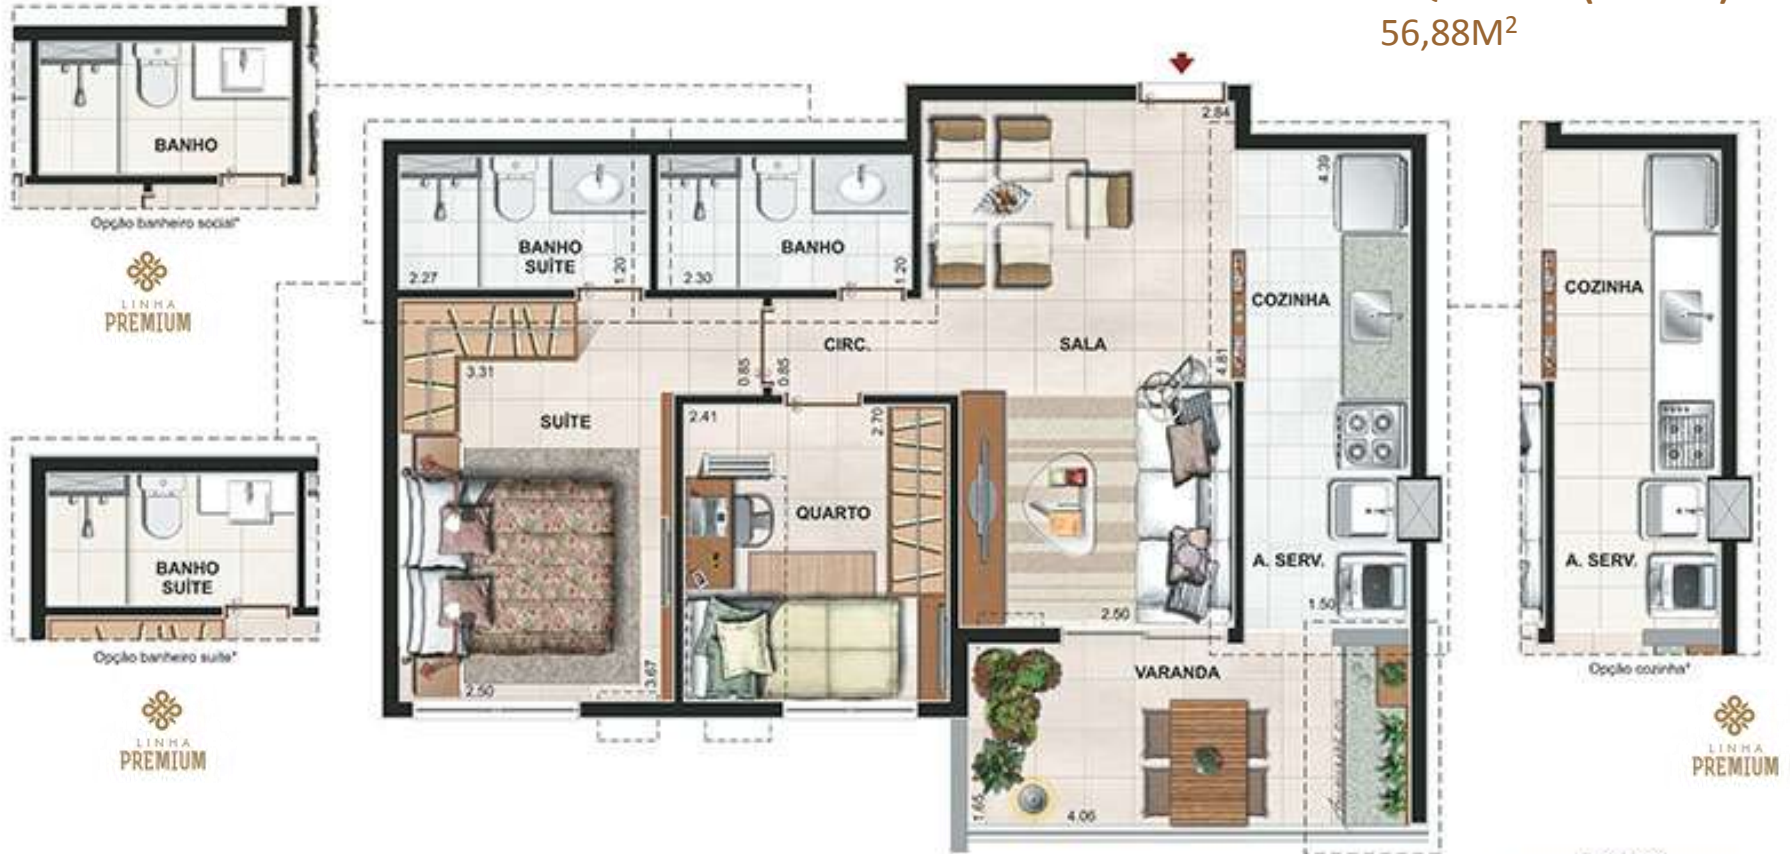 56,88M²
BANHO
Opção banheiro social*
LINHA
PREMIUM
BANHO
SUÍTE
Opção banheiro suíte*
LINHA
PREMIUM
BANHO
SUÍTE
2.27
1.20
BANHO
2.30
1.20
2.84
4.39
COZINHA
CIRC.
SALA
4.81
3.31
0.85
0.85
SUÍTE
2.41
2.70
QUARTO
A. SERV.
1.50
2.50
2.50
3.67
VARANDA
1.65
4.06
COZINHA
A. SERV.
Opção cozinha*
LINHA
PREMIUM